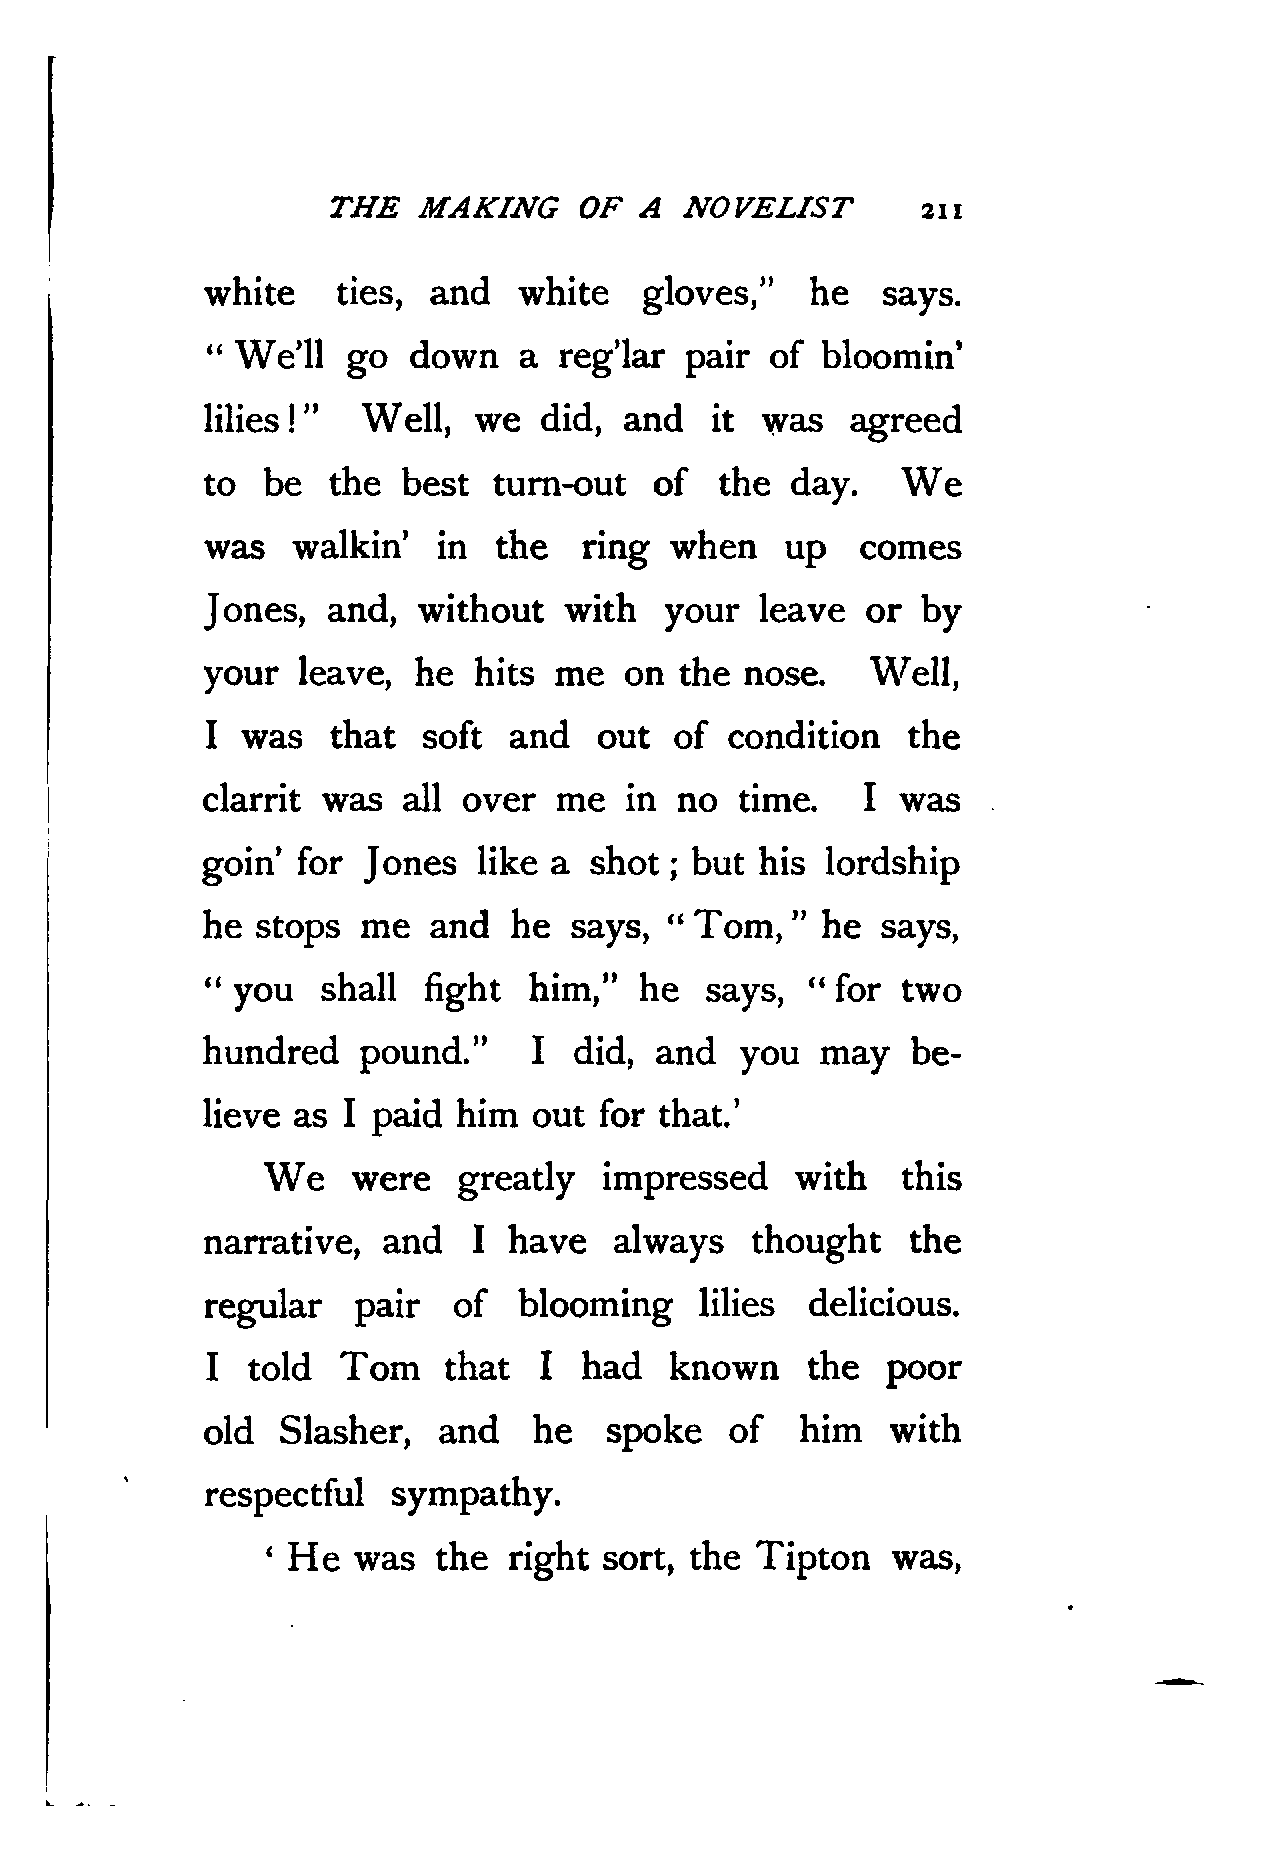 THE MAKING OF A NOVELIST 211
white ties, and white gloves," he says.
" We'll go down a reg'lar pair of bloomin'
lilies ! " Well, we did, and it was agreed
to be the best turn-out of the day. We
was walkin' in the ring when up comes
Jones, and, without with your leave or by
your leave, he hits me on the nose. Well,
I was that soft and out of condition the
clarrit was all over me in no time. I was
goin' for Jones like a shot ; but his lordship
he stops me and he says, " Tom, " he says,
" you shall fight him," he says, " for two
hundred pound." I did, and you may be-
lieve as I paid him out for that.'
We were greatly impressed with this
narrative, and I have always thought the
regular pair of blooming lilies delicious.
I told Tom that I had known the poor
old Slasher, and he spoke of him with
respectful sympathy.
' He was the right sort, the Tipton was,